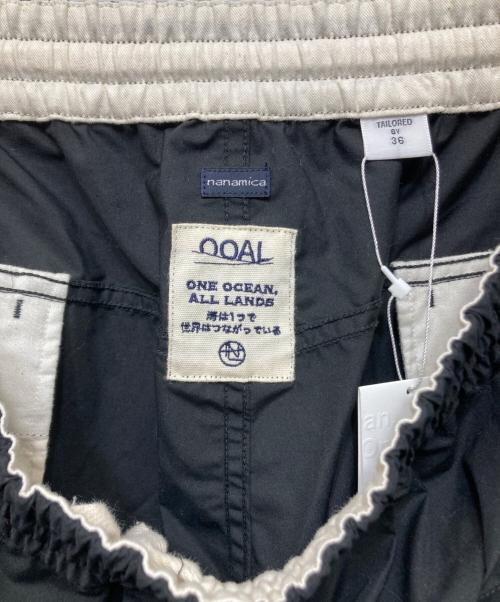 TAILORED
BY
36
nanamica
OOAL
ONE OCEAN,
ALL LANDS
海は1つで
世界はつながっている
an